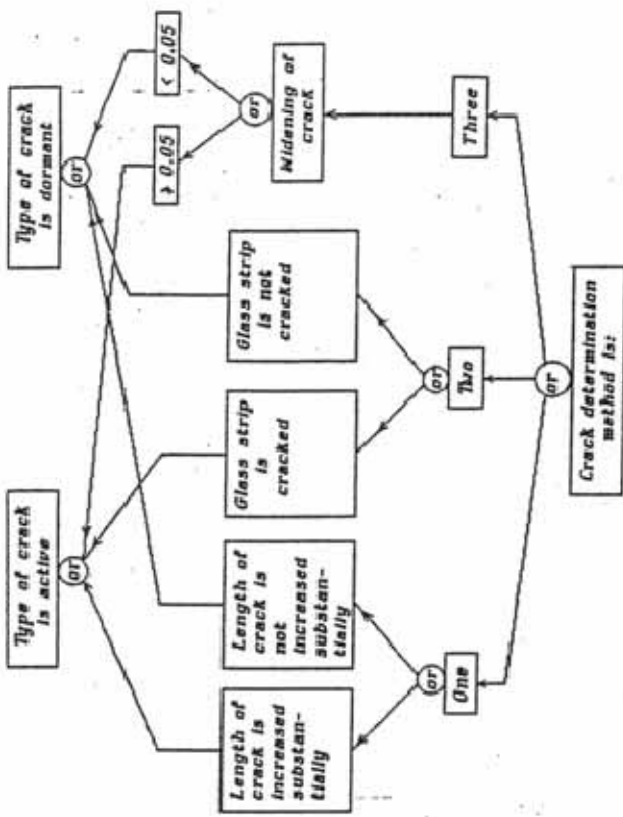 Type of crack
is active
Type of crack
is dormant
or
or
> 0.05
< 0.05
or
Length of
crack is
increased
substan-
tially
Length of
crack is
not
increased
substan-
tially
Glass strip
is
cracked
Glass strip
is not
cracked
Widening of
crack
or
or
One
Two
Three
or
Crack determination
method is: